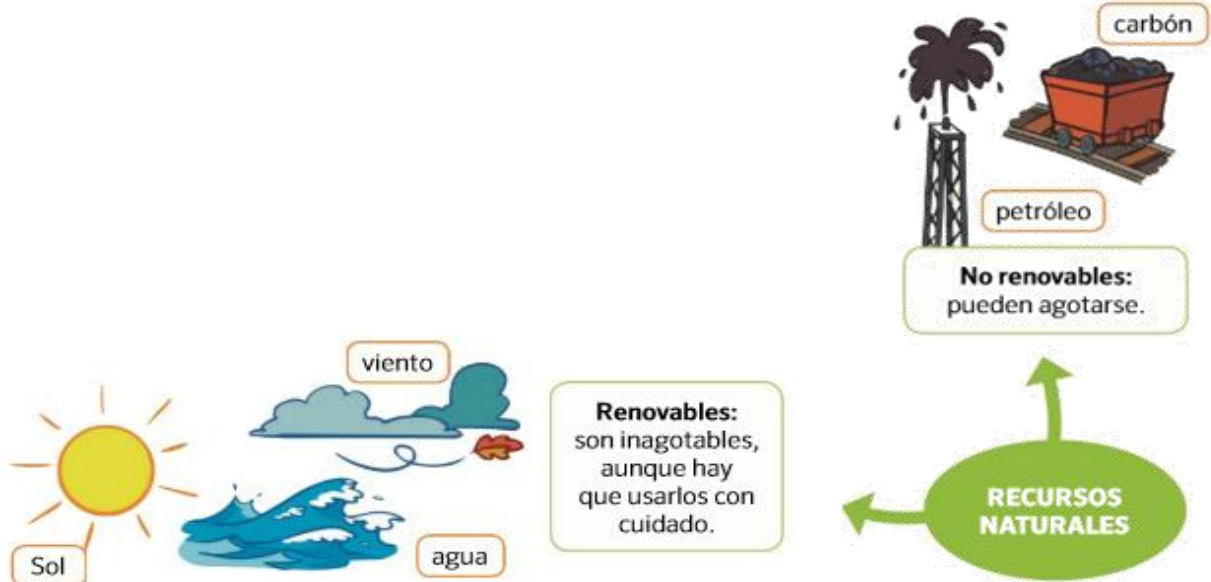 carbón
petróleo
No renovables:
pueden agotarse.
viento
Renovables:
son inagotables,
aunque hay
que usarlos con
cuidado.
RECURSOS
NATURALES
agua
Sol